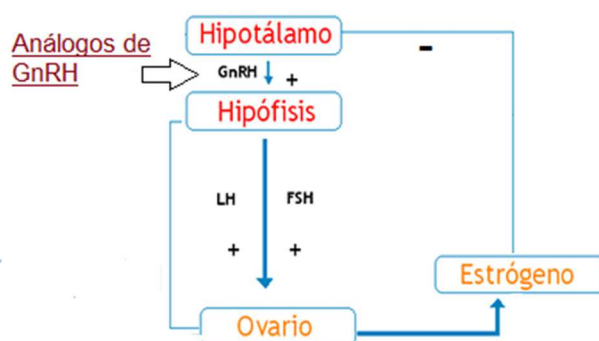 Análogos de
GnRH
Hipotálamo
-
GnRH
+
Hipófisis
LH
FSH
+
+
Estrógeno
Ovario